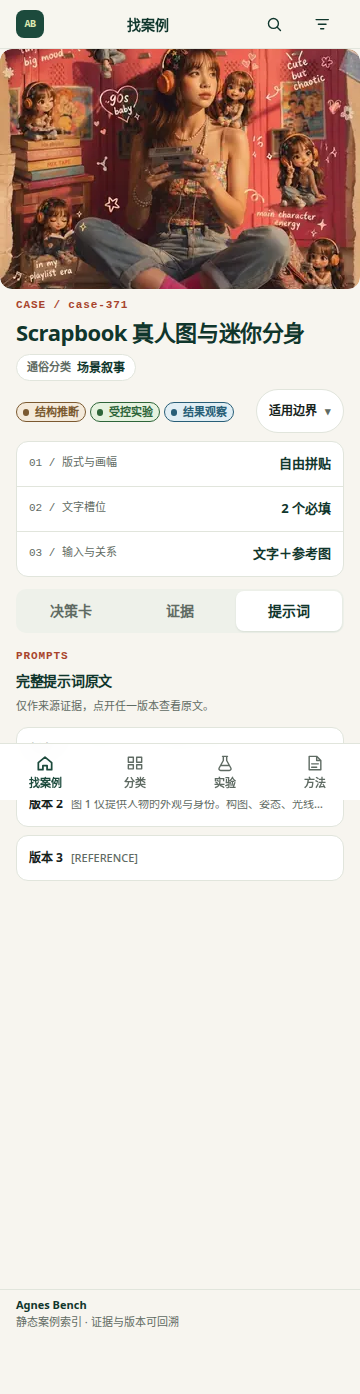 AB
找案例
big mood
'90s
baby
Cute
but
chaotic
MIX TAPE
main character
energy
in my
playlist era
CASE / case-371
Scrapbook 真人图与迷你分身
通俗分类 场景叙事
结构推断 受控实验 结果观察 适用边界 ▾
01 / 版式与画幅 自由拼贴
02 / 文字槽位 2 个必填
03 / 输入与关系 文字＋参考图
决策卡 证据 提示词
PROMPTS
完整提示词原文
仅作来源证据，点开任一版本查看原文。
找案例 分类 实验 方法
版本 2 图 1 仅提供人物的外观与身份。构图、姿态、光线…
版本 3 [REFERENCE]
Agnes Bench
静态案例索引 · 证据与版本可回溯